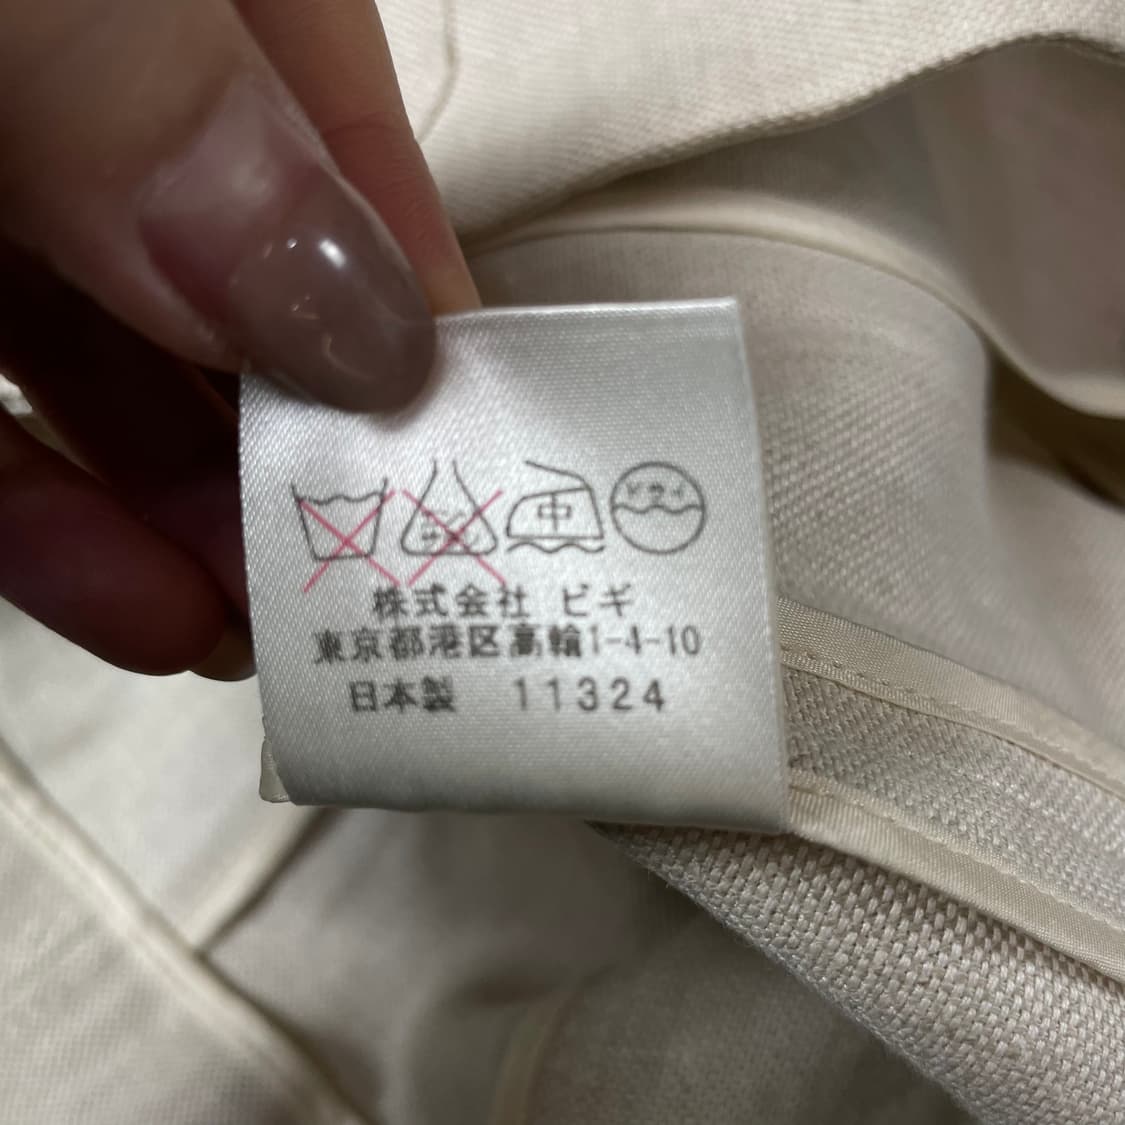 中 ドライ
株式会社 ビギ
東京都港区高輪1-4-10
日本製 11324